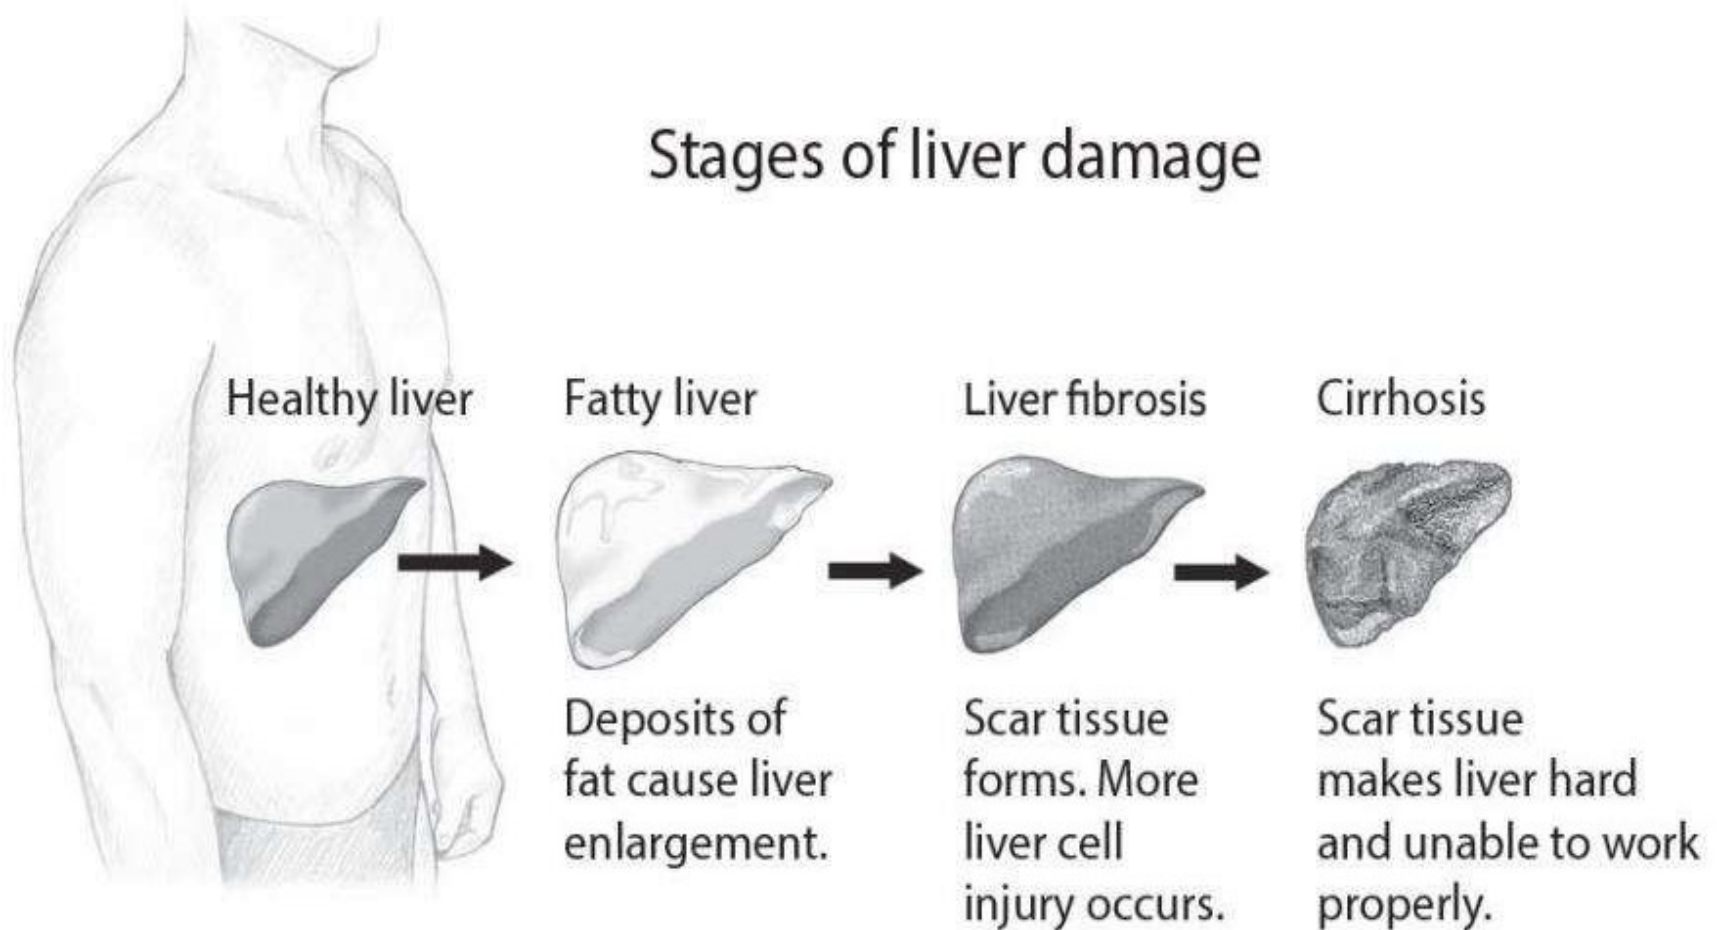 Stages of liver damage
Healthy liver
Fatty liver
Liver fibrosis
Cirrhosis
Deposits of
fat cause liver
enlargement.
Scar tissue
forms. More
liver cell
injury occurs.
Scar tissue
makes liver hard
and unable to work
properly.